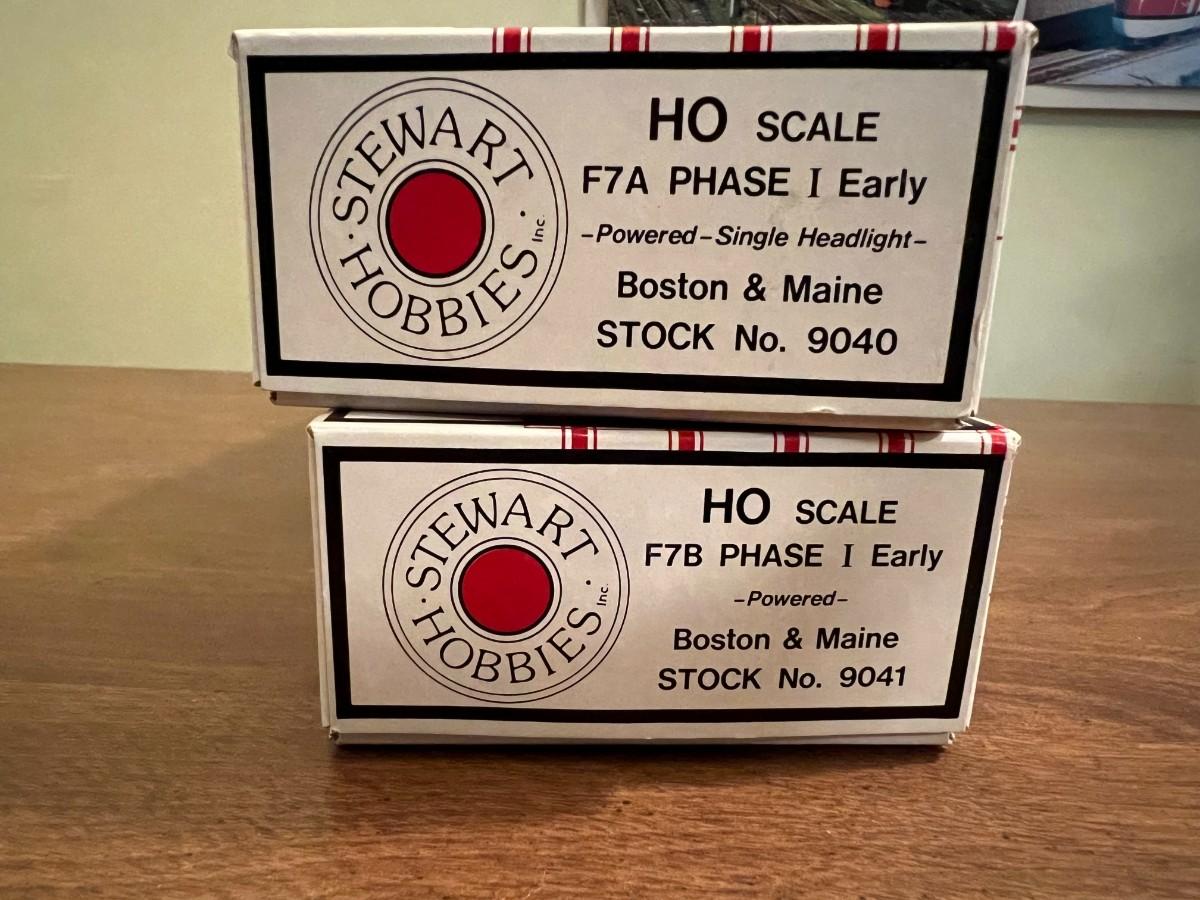 STEWART
· HOBBIES · Inc.
HO SCALE
F7A PHASE I Early
–Powered–Single Headlight–
Boston & Maine
STOCK No. 9040
STEWART
· HOBBIES · Inc.
HO SCALE
F7B PHASE I Early
–Powered–
Boston & Maine
STOCK No. 9041